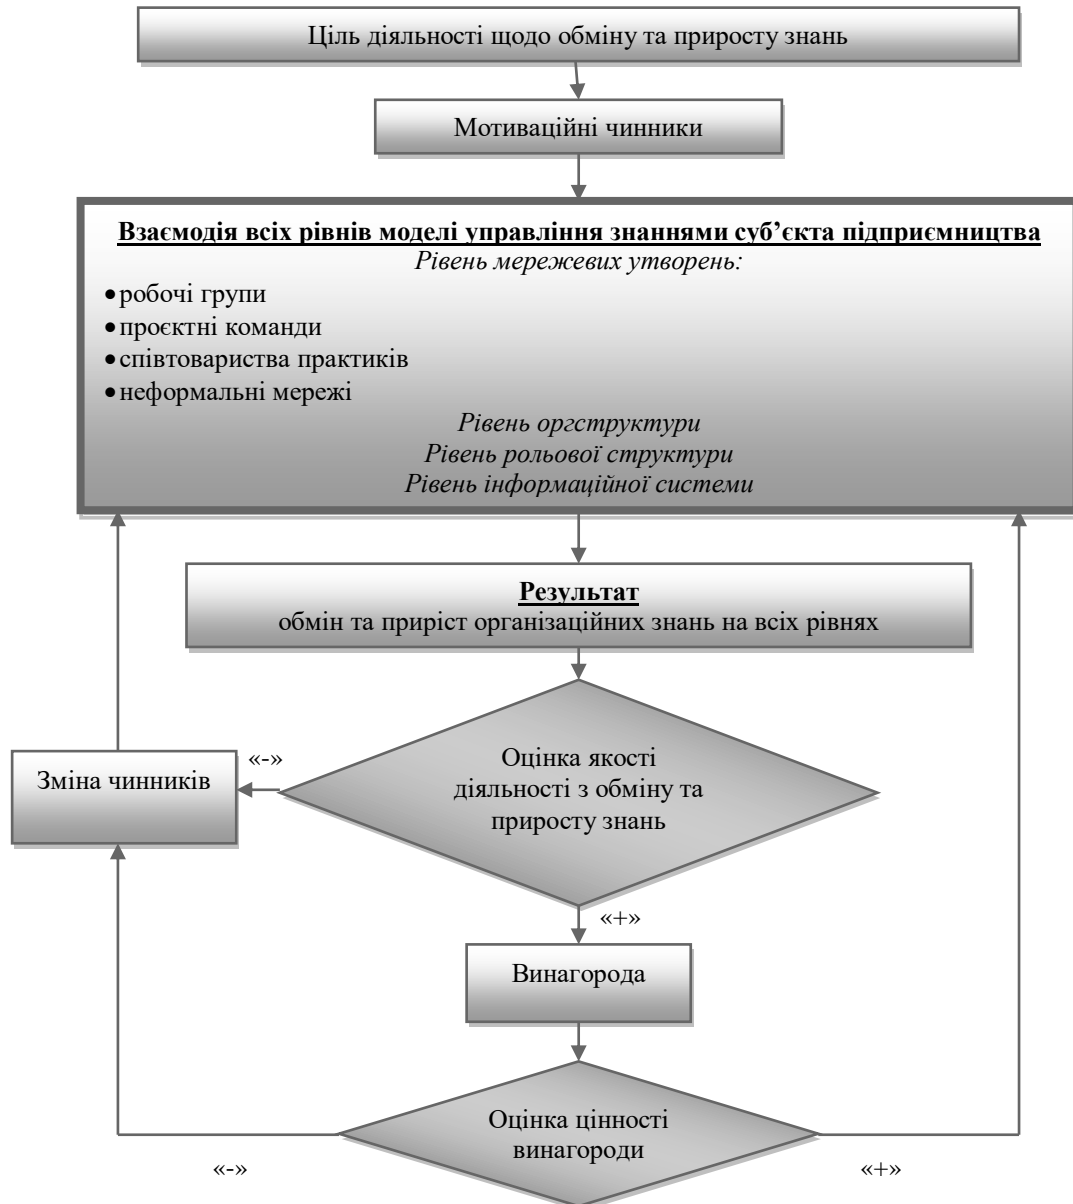 Ціль діяльності щодо обміну та приросту знань
Мотиваційні чинники
Взаємодія всіх рівнів моделі управління знаннями суб’єкта підприємництва
Рівень мережевих утворень:
•робочі групи
•проєктні команди
•співтовариства практиків
•неформальні мережі
Рівень оргструктури
Рівень рольової структури
Рівень інформаційної системи
Результат
обмін та приріст організаційних знань на всіх рівнях
Оцінка якості
діяльності з обміну та
приросту знань
«-»
Зміна чинників
«+»
Винагорода
Оцінка цінності
винагороди
«-»
«+»